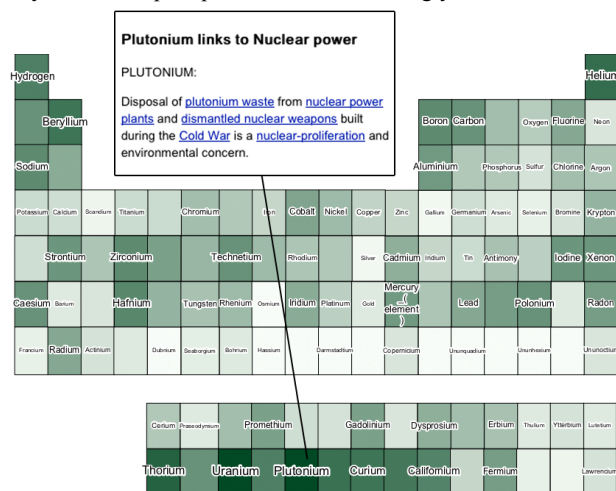 Plutonium links to Nuclear power
PLUTONIUM:
Disposal of plutonium waste from nuclear power
plants and dismantled nuclear weapons built
during the Cold War is a nuclear-proliferation and
environmental concern.
Hydrogen Helium
Beryllium Boron Carbon Oxygen Fluorine Neon
Sodium Aluminium Phosphorus Sulfur Chlorine Argon
Potassium Calcium Scandium Titanium Chromium Iron Cobalt Nickel Copper Zinc Gallium Germanium Arsenic Selenium Bromine Krypton
Strontium Zirconium Technetium Rhodium Silver Cadmium Indium Tin Antimony Iodine Xenon
Caesium Barium Hafnium Tungsten Rhenium Osmium Iridium Platinum Gold Mercury
_(
element
)
Lead Polonium Radon
Francium Radium Actinium Dubnium Seaborgium Bohrium Hassium Darmstadtium Copernicium Ununquadium Ununhexium Ununoctium
Cerium Praseodymium Promethium Gadolinium Dysprosium Erbium Thulium Ytterbium Lutetium
Thorium Uranium Plutonium Curium Californium Fermium Lawrencium